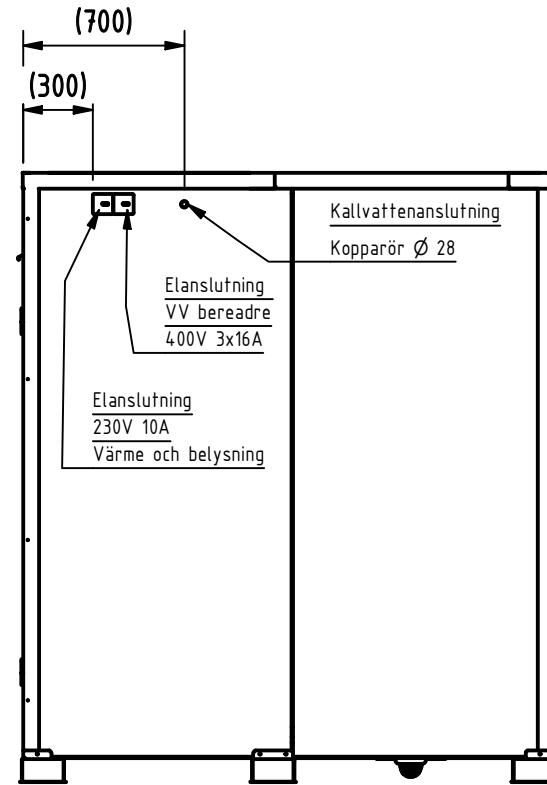 (700)
(300)
Kallvattenanslutning
Kopparör Ø 28
Elanslutning
VV bereadre
400V 3x16A
Elanslutning
230V 10A
Värme och belysning